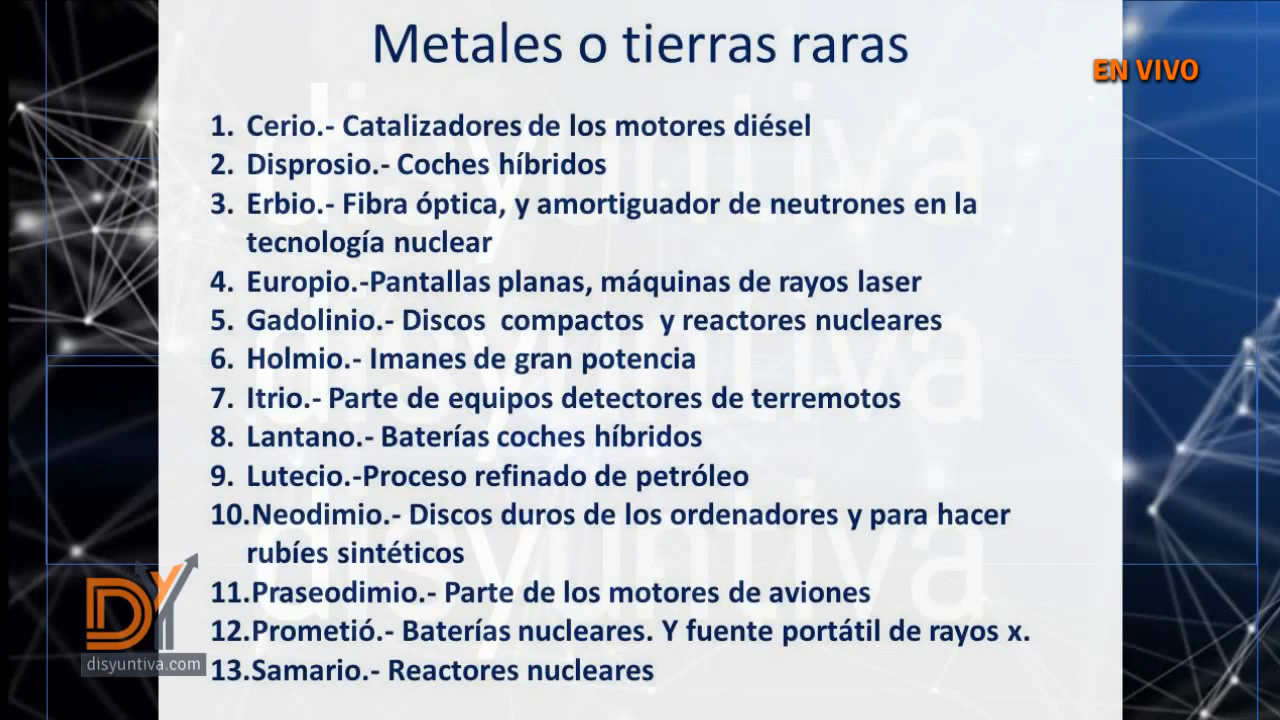 Metales o tierras raras
EN VIVO
1. Cerio.- Catalizadores de los motores diésel
2. Disprosio.- Coches híbridos
3. Erbio.- Fibra óptica, y amortiguador de neutrones en la
tecnología nuclear
4. Europio.-Pantallas planas, máquinas de rayos laser
5. Gadolinio.- Discos compactos y reactores nucleares
6. Holmio.- Imanes de gran potencia
7. Itrio.- Parte de equipos detectores de terremotos
8. Lantano.- Baterías coches híbridos
9. Lutecio.-Proceso refinado de petróleo
10.Neodimio.- Discos duros de los ordenadores y para hacer
rubíes sintéticos
11.Praseodimio.- Parte de los motores de aviones
12.Prometió.- Baterías nucleares. Y fuente portátil de rayos x.
13.Samario.- Reactores nucleares
disyuntiva
disyuntiva
disyuntiva
DY
disyuntiva.com